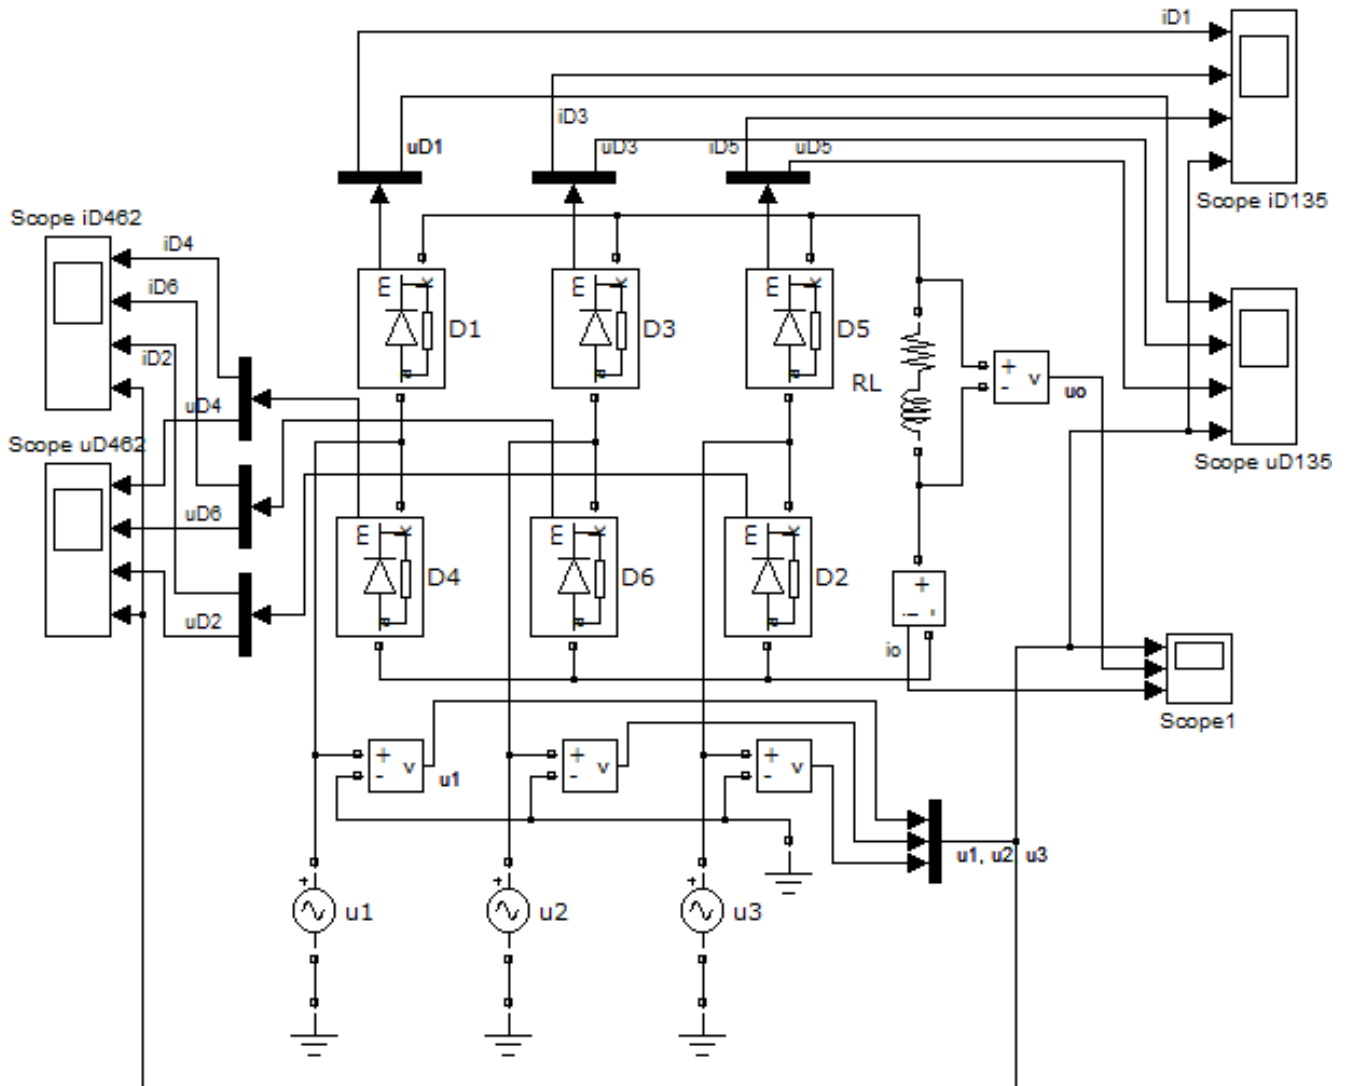 iD1
iD3
uD1
uD3
iD5
uD5
Scope iD135
Scope iD462
iD4
iD6
iD2
uD4
Scope uD462
uD6
uD2
m
D1
m
D3
m
D5
RL
+
-
v
uo
Scope uD135
m
D4
m
D6
m
D2
+
i
-
io
Scope1
+
-
v
u1
+
-
v
+
-
v
u1, u2, u3
+
u1
+
u2
+
u3